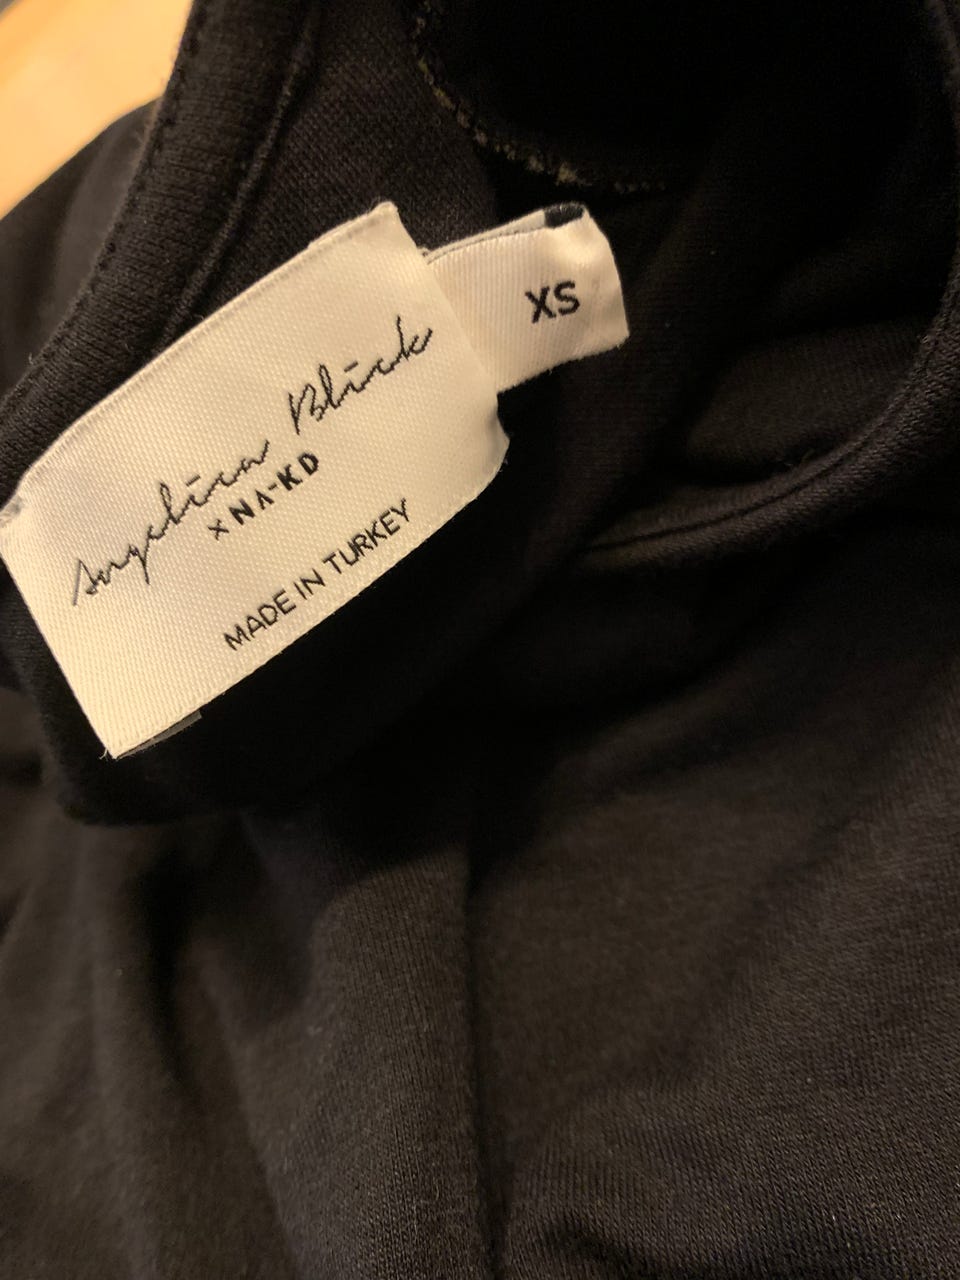 Angelica Blick
× NA-KD
MADE IN TURKEY
XS